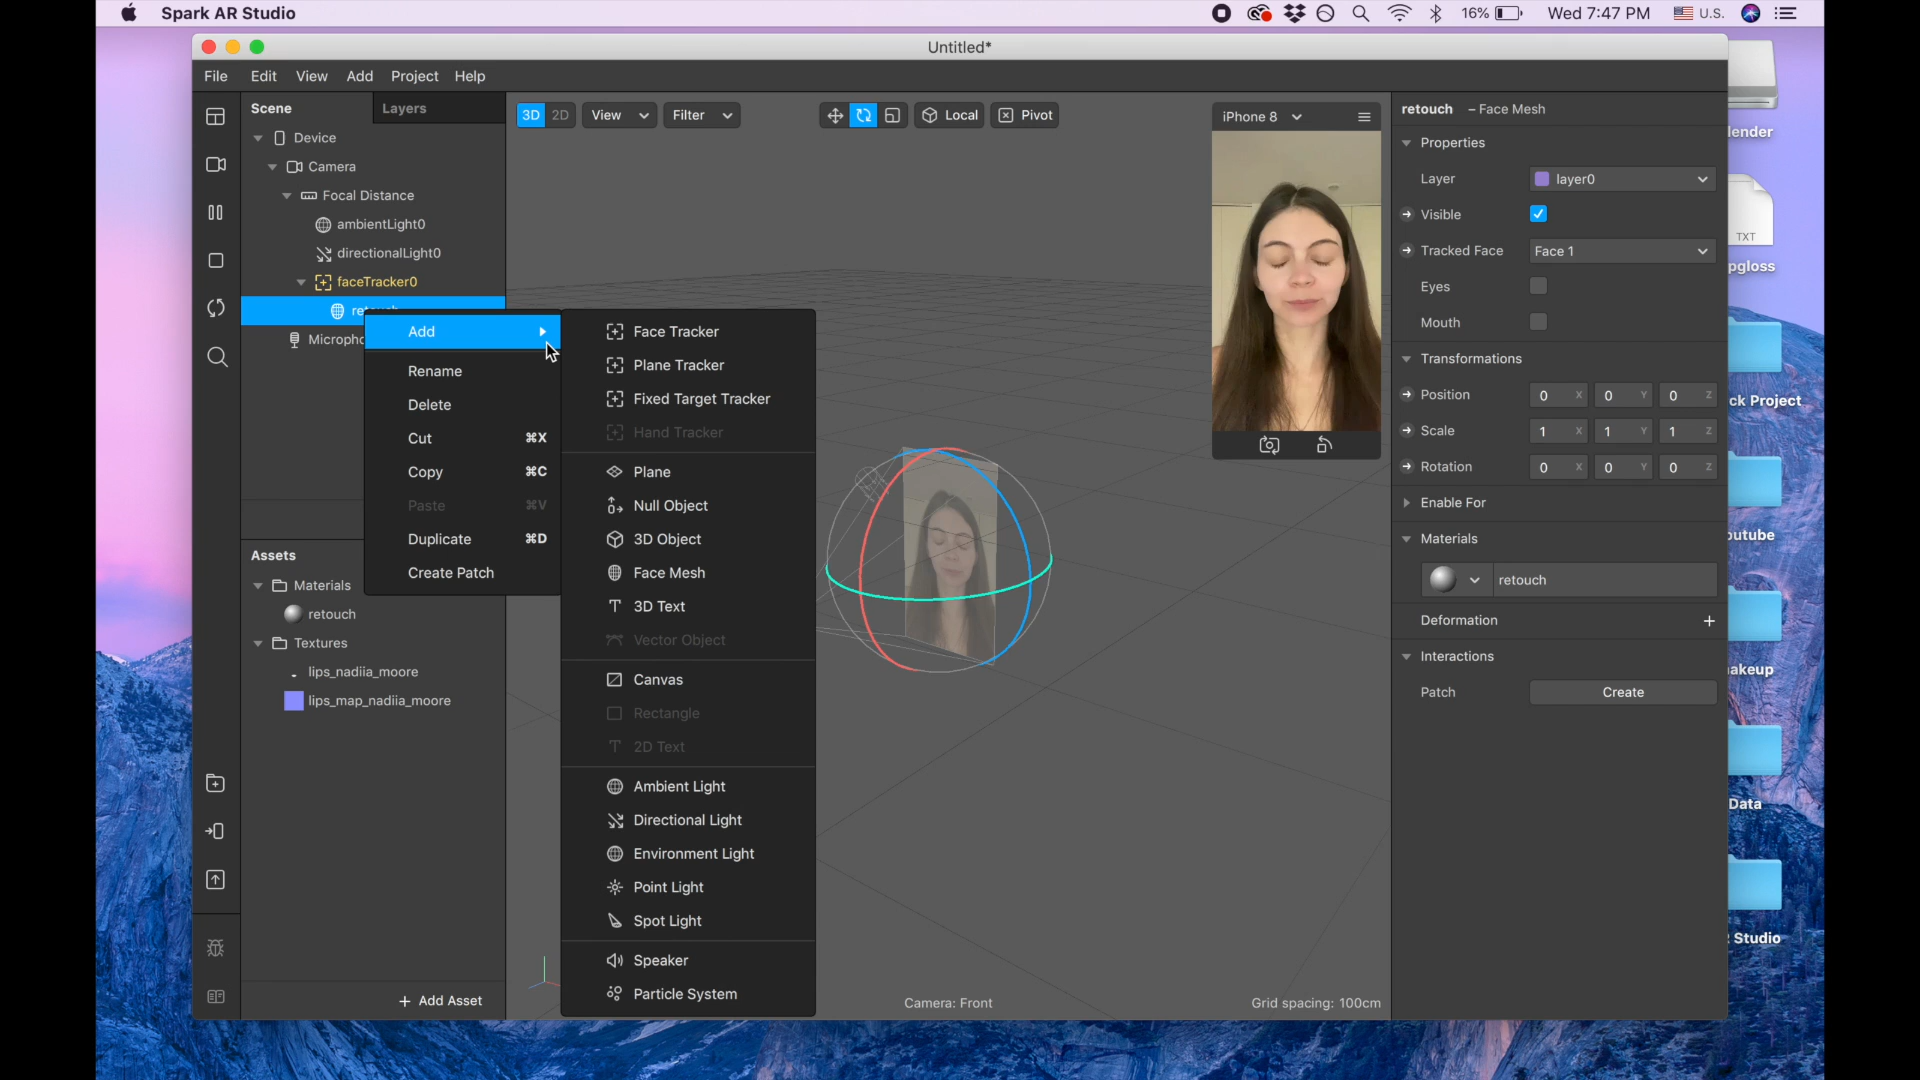 Spark AR Studio
16%
Wed 7:47 PM
U.S.
Untitled*
File Edit View Add Project Help
Scene Layers
Device
Camera
Focal Distance
ambientLight0
directionalLight0
faceTracker0
Add
Rename
Delete
Cut ⌘X
Copy ⌘C
Paste ⌘V
Duplicate ⌘D
Create Patch
Face Tracker
Plane Tracker
Fixed Target Tracker
Hand Tracker
Plane
Null Object
3D Object
Face Mesh
3D Text
Vector Object
Canvas
Rectangle
2D Text
Ambient Light
Directional Light
Environment Light
Point Light
Spot Light
Speaker
Particle System
Assets
Materials
retouch
Textures
lips_nadiia_moore
lips_map_nadiia_moore
+ Add Asset
3D 2D View Filter
Local Pivot
iPhone 8
Camera: Front
Grid spacing: 100cm
retouch – Face Mesh
Properties
Layer layer0
Visible
Tracked Face Face 1
Eyes
Mouth
Transformations
Position 0 X 0 Y 0 Z
Scale 1 X 1 Y 1 Z
Rotation 0 X 0 Y 0 Z
Enable For
Materials
retouch
Deformation +
Interactions
Patch Create
lender
TXT
pgloss
ck Project
outube
akeup
Data
Studio